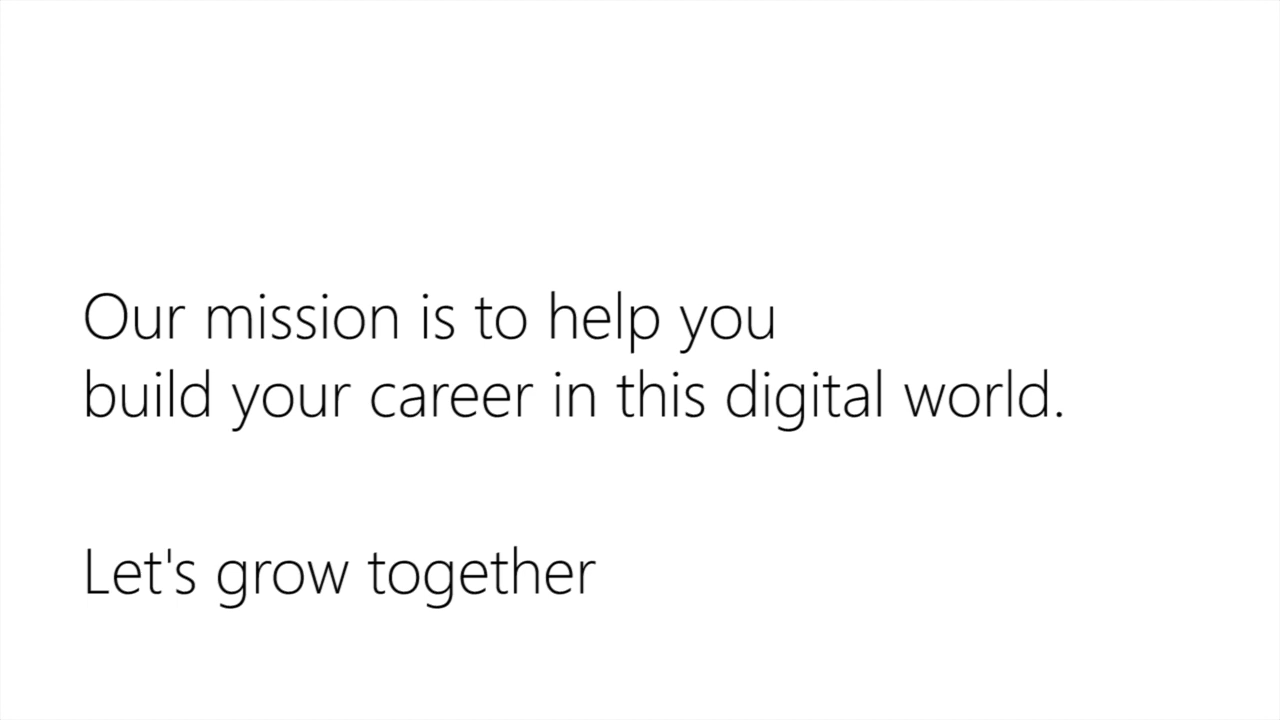 Our mission is to help you
build your career in this digital world.
Let's grow together